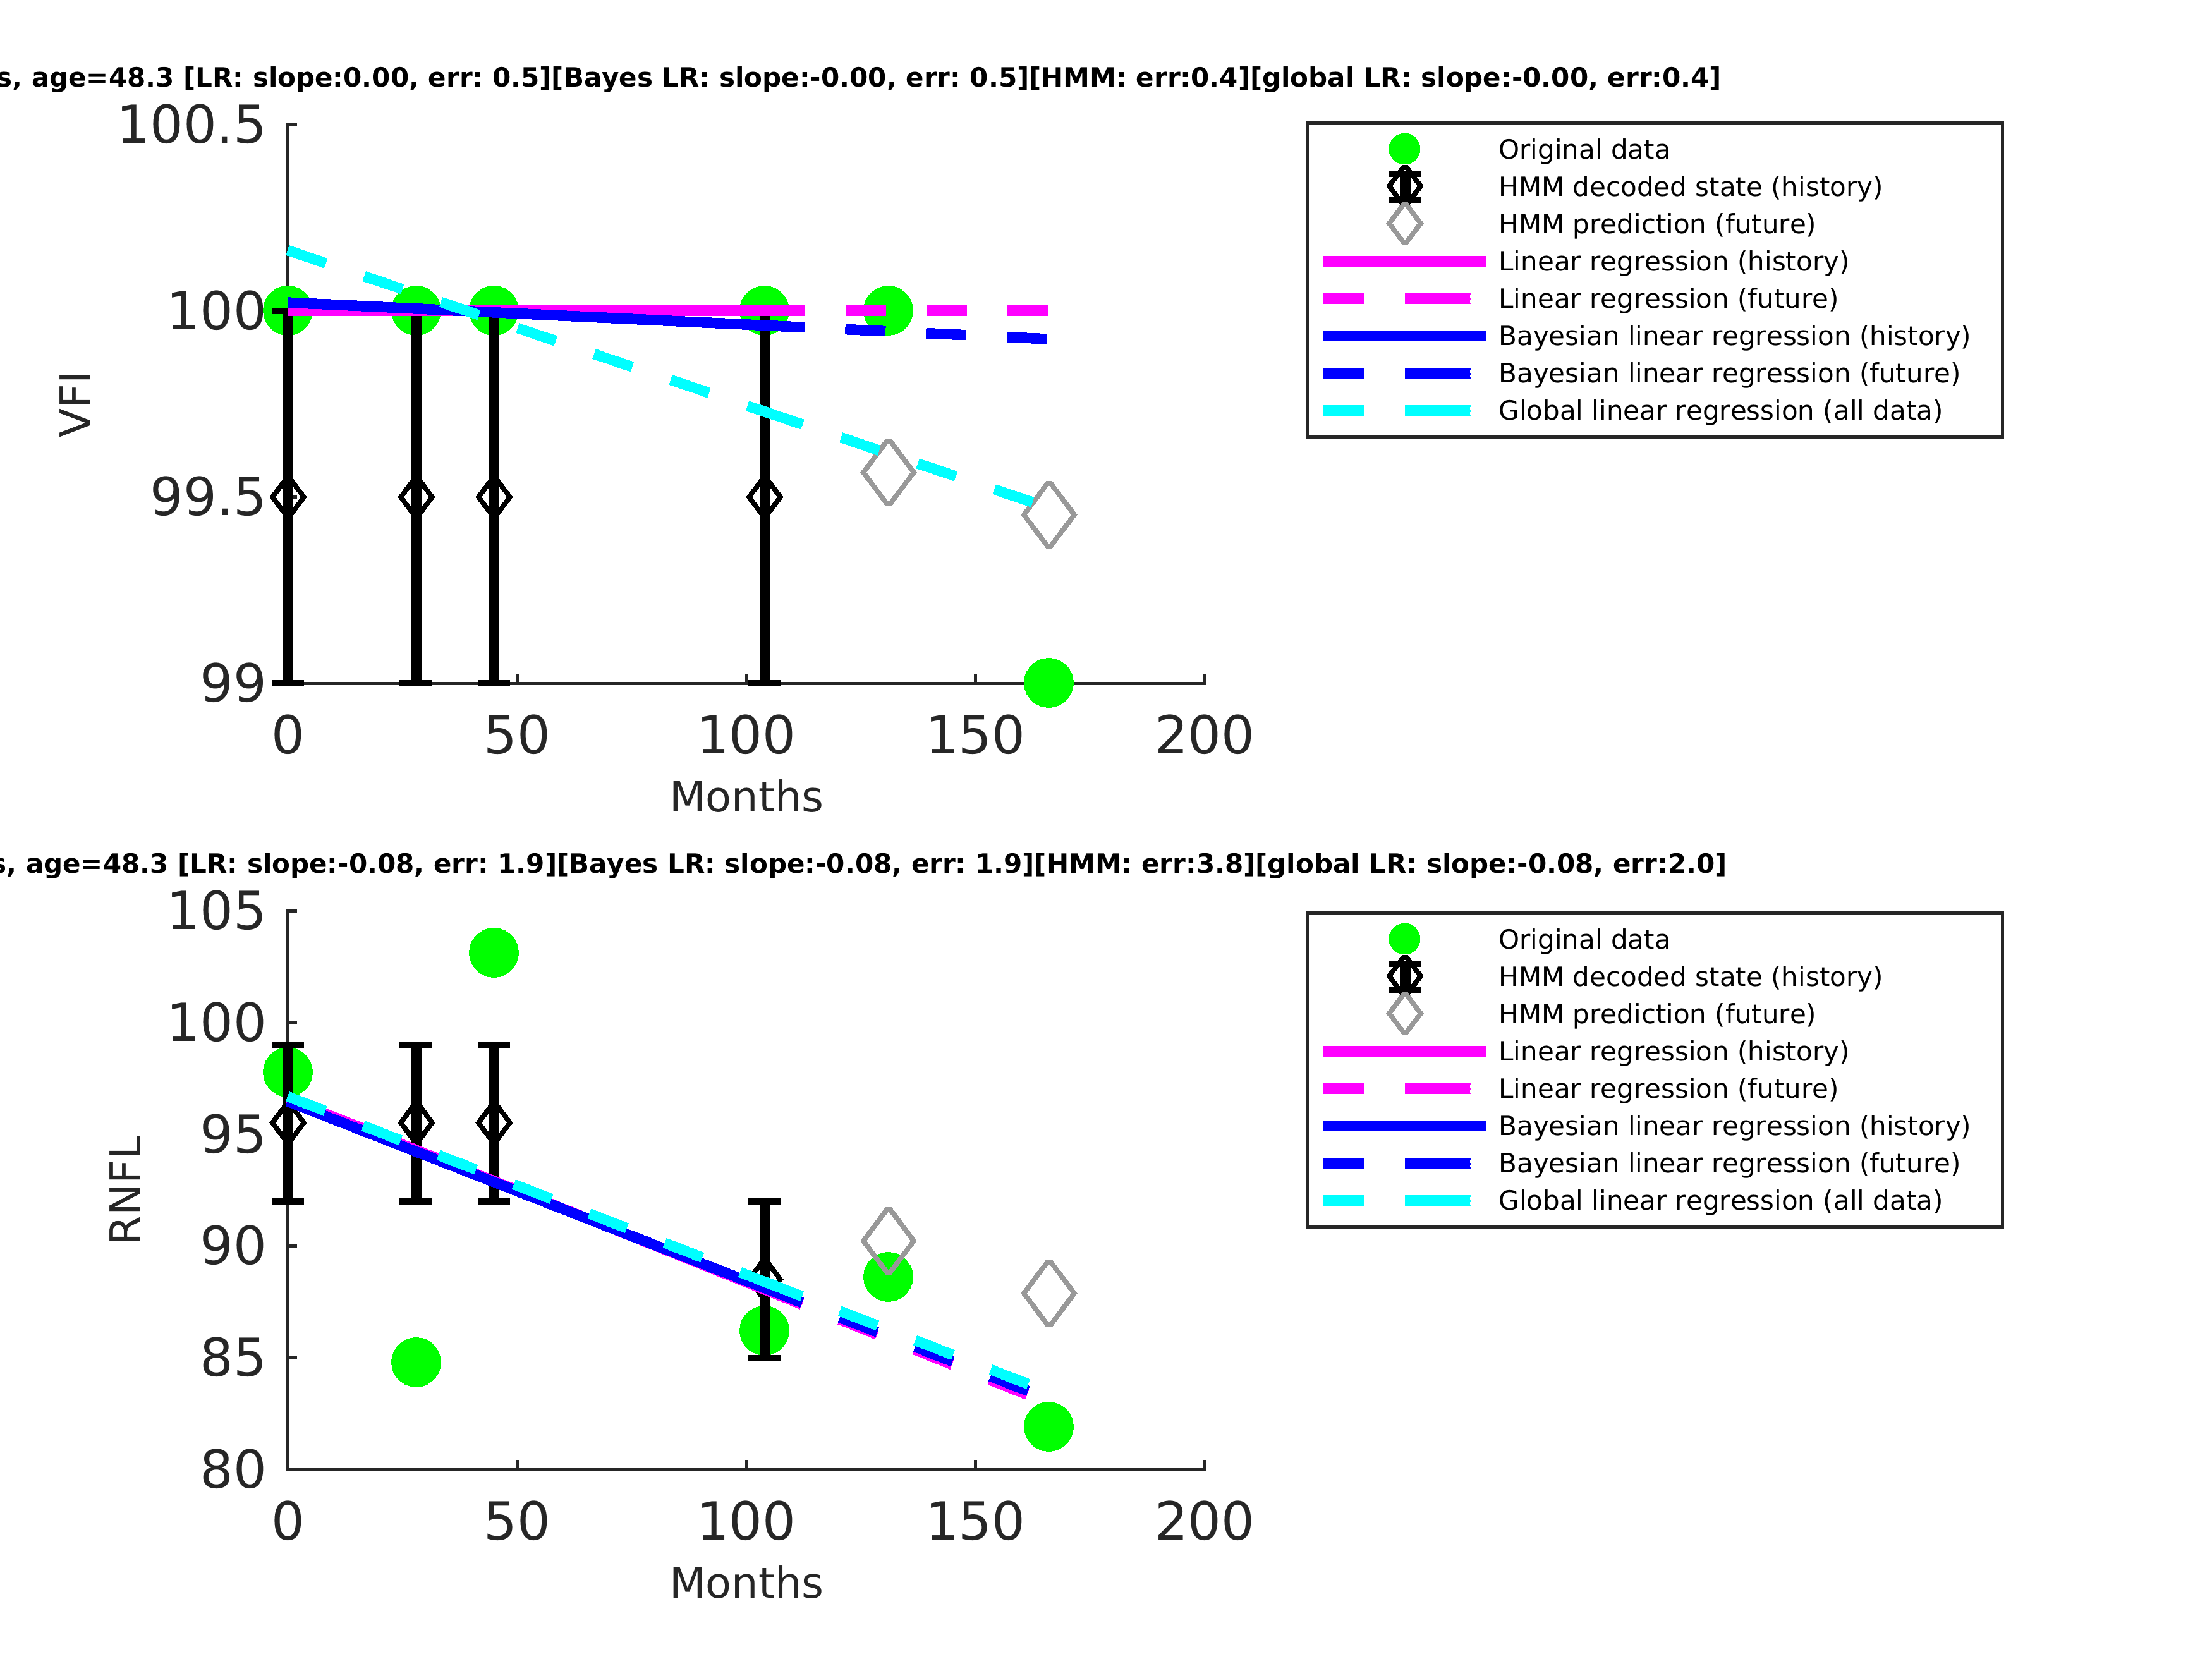 s, age=48.3 [LR: slope:0.00, err: 0.5][Bayes LR: slope:-0.00, err: 0.5][HMM: err:0.4][global LR: slope:-0.00, err:0.4]
100.5
100
99.5
99
VFI
0 50 100 150 200
Months
Original data
HMM decoded state (history)
HMM prediction (future)
Linear regression (history)
Linear regression (future)
Bayesian linear regression (history)
Bayesian linear regression (future)
Global linear regression (all data)
s, age=48.3 [LR: slope:-0.08, err: 1.9][Bayes LR: slope:-0.08, err: 1.9][HMM: err:3.8][global LR: slope:-0.08, err:2.0]
105
100
95
90
85
80
RNFL
0 50 100 150 200
Months
Original data
HMM decoded state (history)
HMM prediction (future)
Linear regression (history)
Linear regression (future)
Bayesian linear regression (history)
Bayesian linear regression (future)
Global linear regression (all data)